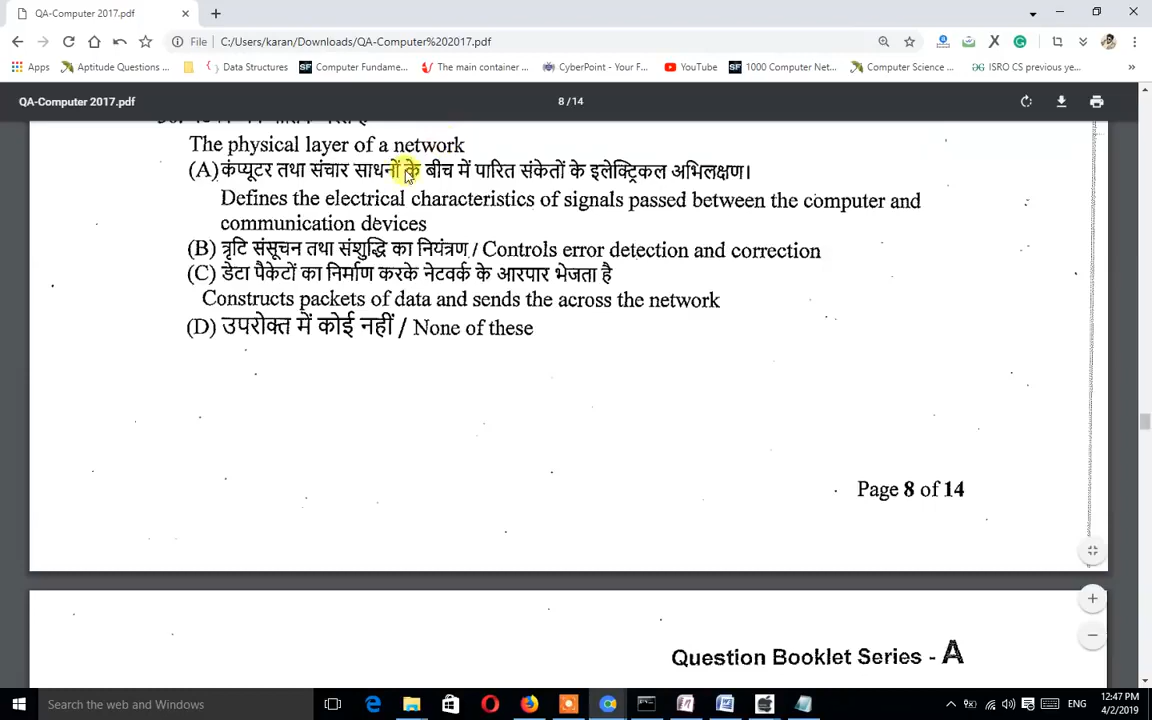 QA-Computer 2017.pdf
File C:/Users/karan/Downloads/QA-Computer%202017.pdf
Apps Aptitude Questions ... Data Structures Computer Fundame... The main container ... CyberPoint - Your F... YouTube 1000 Computer Net... Computer Science ... ISRO CS previous ye...
QA-Computer 2017.pdf 8 / 14
The physical layer of a network
(A) कंप्यूटर तथा संचार साधनों के बीच में पारित संकेतों के इलेक्ट्रिकल अभिलक्षण।
Defines the electrical characteristics of signals passed between the computer and
communication devices
(B) त्रृटि संसूचन तथा संशुद्धि का नियंत्रण / Controls error detection and correction
(C) डेटा पैकेटों का निर्माण करके नेटवर्क के आरपार भेजता है
Constructs packets of data and sends the across the network
(D) उपरोक्त में कोई नहीं / None of these
Page 8 of 14
Question Booklet Series - A
Search the web and Windows
ENG
12:47 PM
4/2/2019